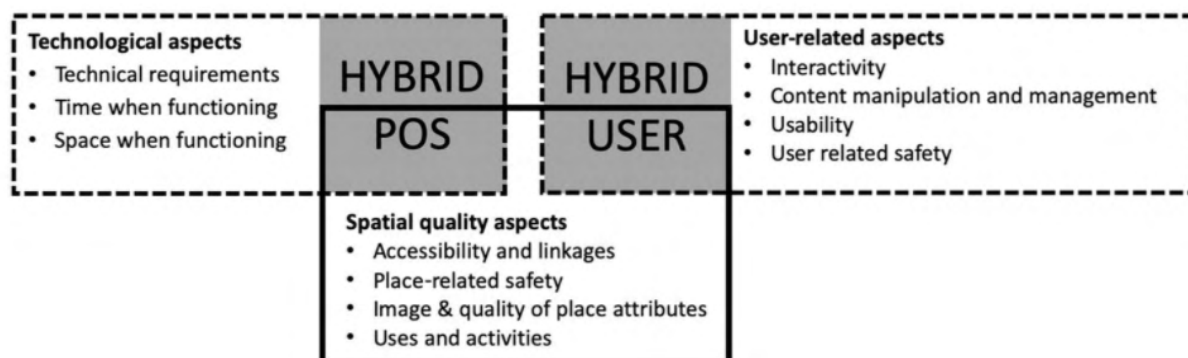 Technological aspects
• Technical requirements
• Time when functioning
• Space when functioning
HYBRID
POS
HYBRID
USER
User-related aspects
• Interactivity
• Content manipulation and management
• Usability
• User related safety
Spatial quality aspects
• Accessibility and linkages
• Place-related safety
• Image & quality of place attributes
• Uses and activities